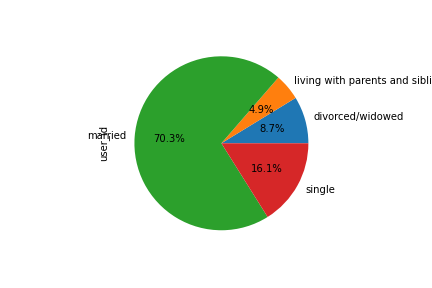 living with parents and sibli
4.9%
divorced/widowed
8.7%
married
user_id
70.3%
16.1%
single